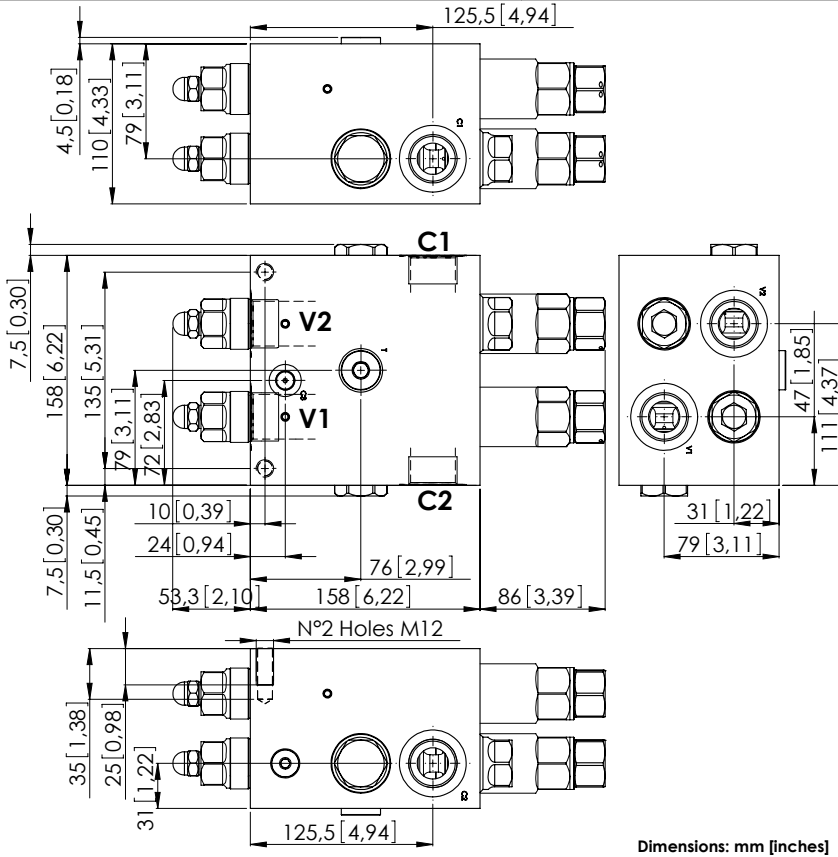 125,5 [4,94]
4,5 [0,18]
110 [4,33]
79 [3,11]
C1
C1
7,5 [0,30]
158 [6,22]
135 [5,31]
79 [3,11]
72 [2,83]
V2
V1
T
C2
V2
V1
47 [1,85]
111 [4,37]
31 [1,22]
79 [3,11]
7,5 [0,30]
11,5 [0,45]
10 [0,39]
24 [0,94]
76 [2,99]
53,3 [2,10]
158 [6,22]
86 [3,39]
N°2 Holes M12
35 [1,38]
25 [0,98]
31 [1,22]
C2
125,5 [4,94]
Dimensions: mm [inches]